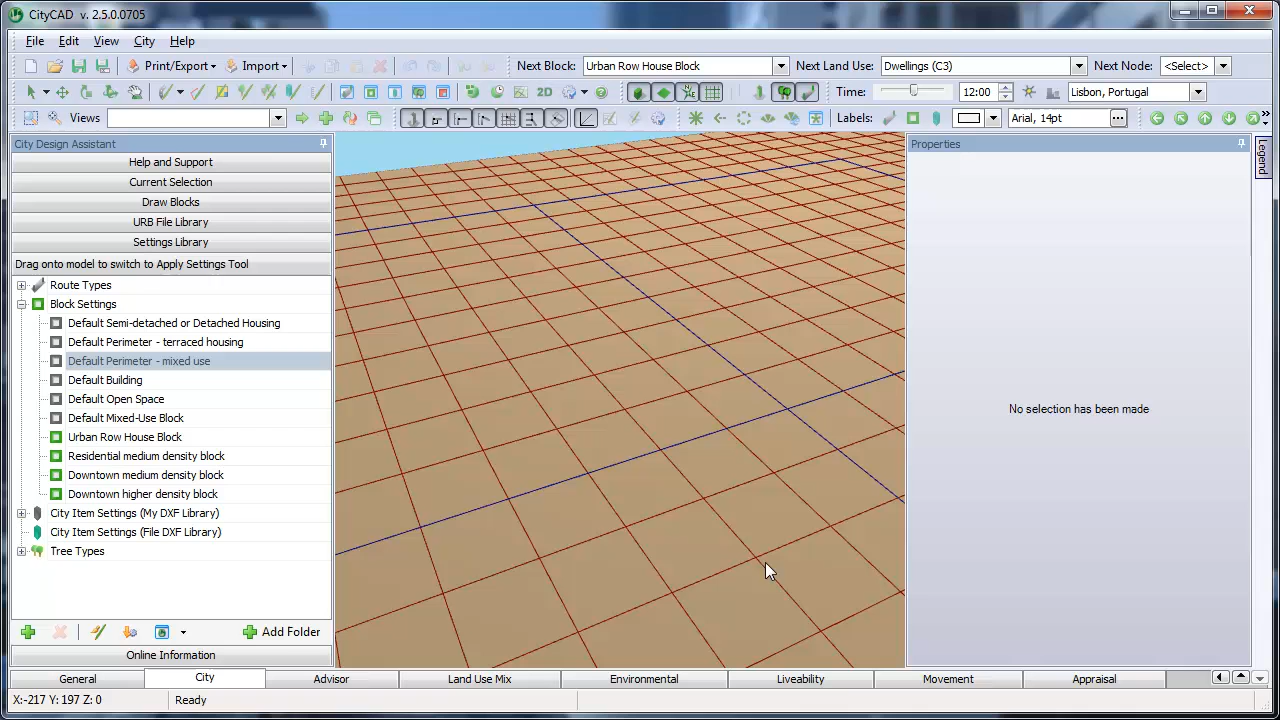 CityCAD v. 2.5.0.0705
File Edit View City Help
Print/Export Import Next Block: Urban Row House Block Next Land Use: Dwellings (C3) Next Node: <Select>
2D Time: 12:00 Lisbon, Portugal
Views Labels: Arial, 14pt ... »
City Design Assistant
Properties
Legend
Help and Support
Current Selection
Draw Blocks
URB File Library
Settings Library
Drag onto model to switch to Apply Settings Tool
Route Types
Block Settings
Default Semi-detached or Detached Housing
Default Perimeter - terraced housing
Default Perimeter - mixed use
Default Building
Default Open Space
Default Mixed-Use Block
Urban Row House Block
Residential medium density block
Downtown medium density block
Downtown higher density block
City Item Settings (My DXF Library)
City Item Settings (File DXF Library)
Tree Types
No selection has been made
Add Folder
Online Information
General City Advisor Land Use Mix Environmental Liveability Movement Appraisal
X:-217 Y: 197 Z: 0 Ready